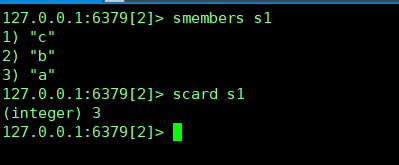 127.0.0.1:6379[2]> smembers s1
1) "c"
2) "b"
3) "a"
127.0.0.1:6379[2]> scard s1
(integer) 3
127.0.0.1:6379[2]>